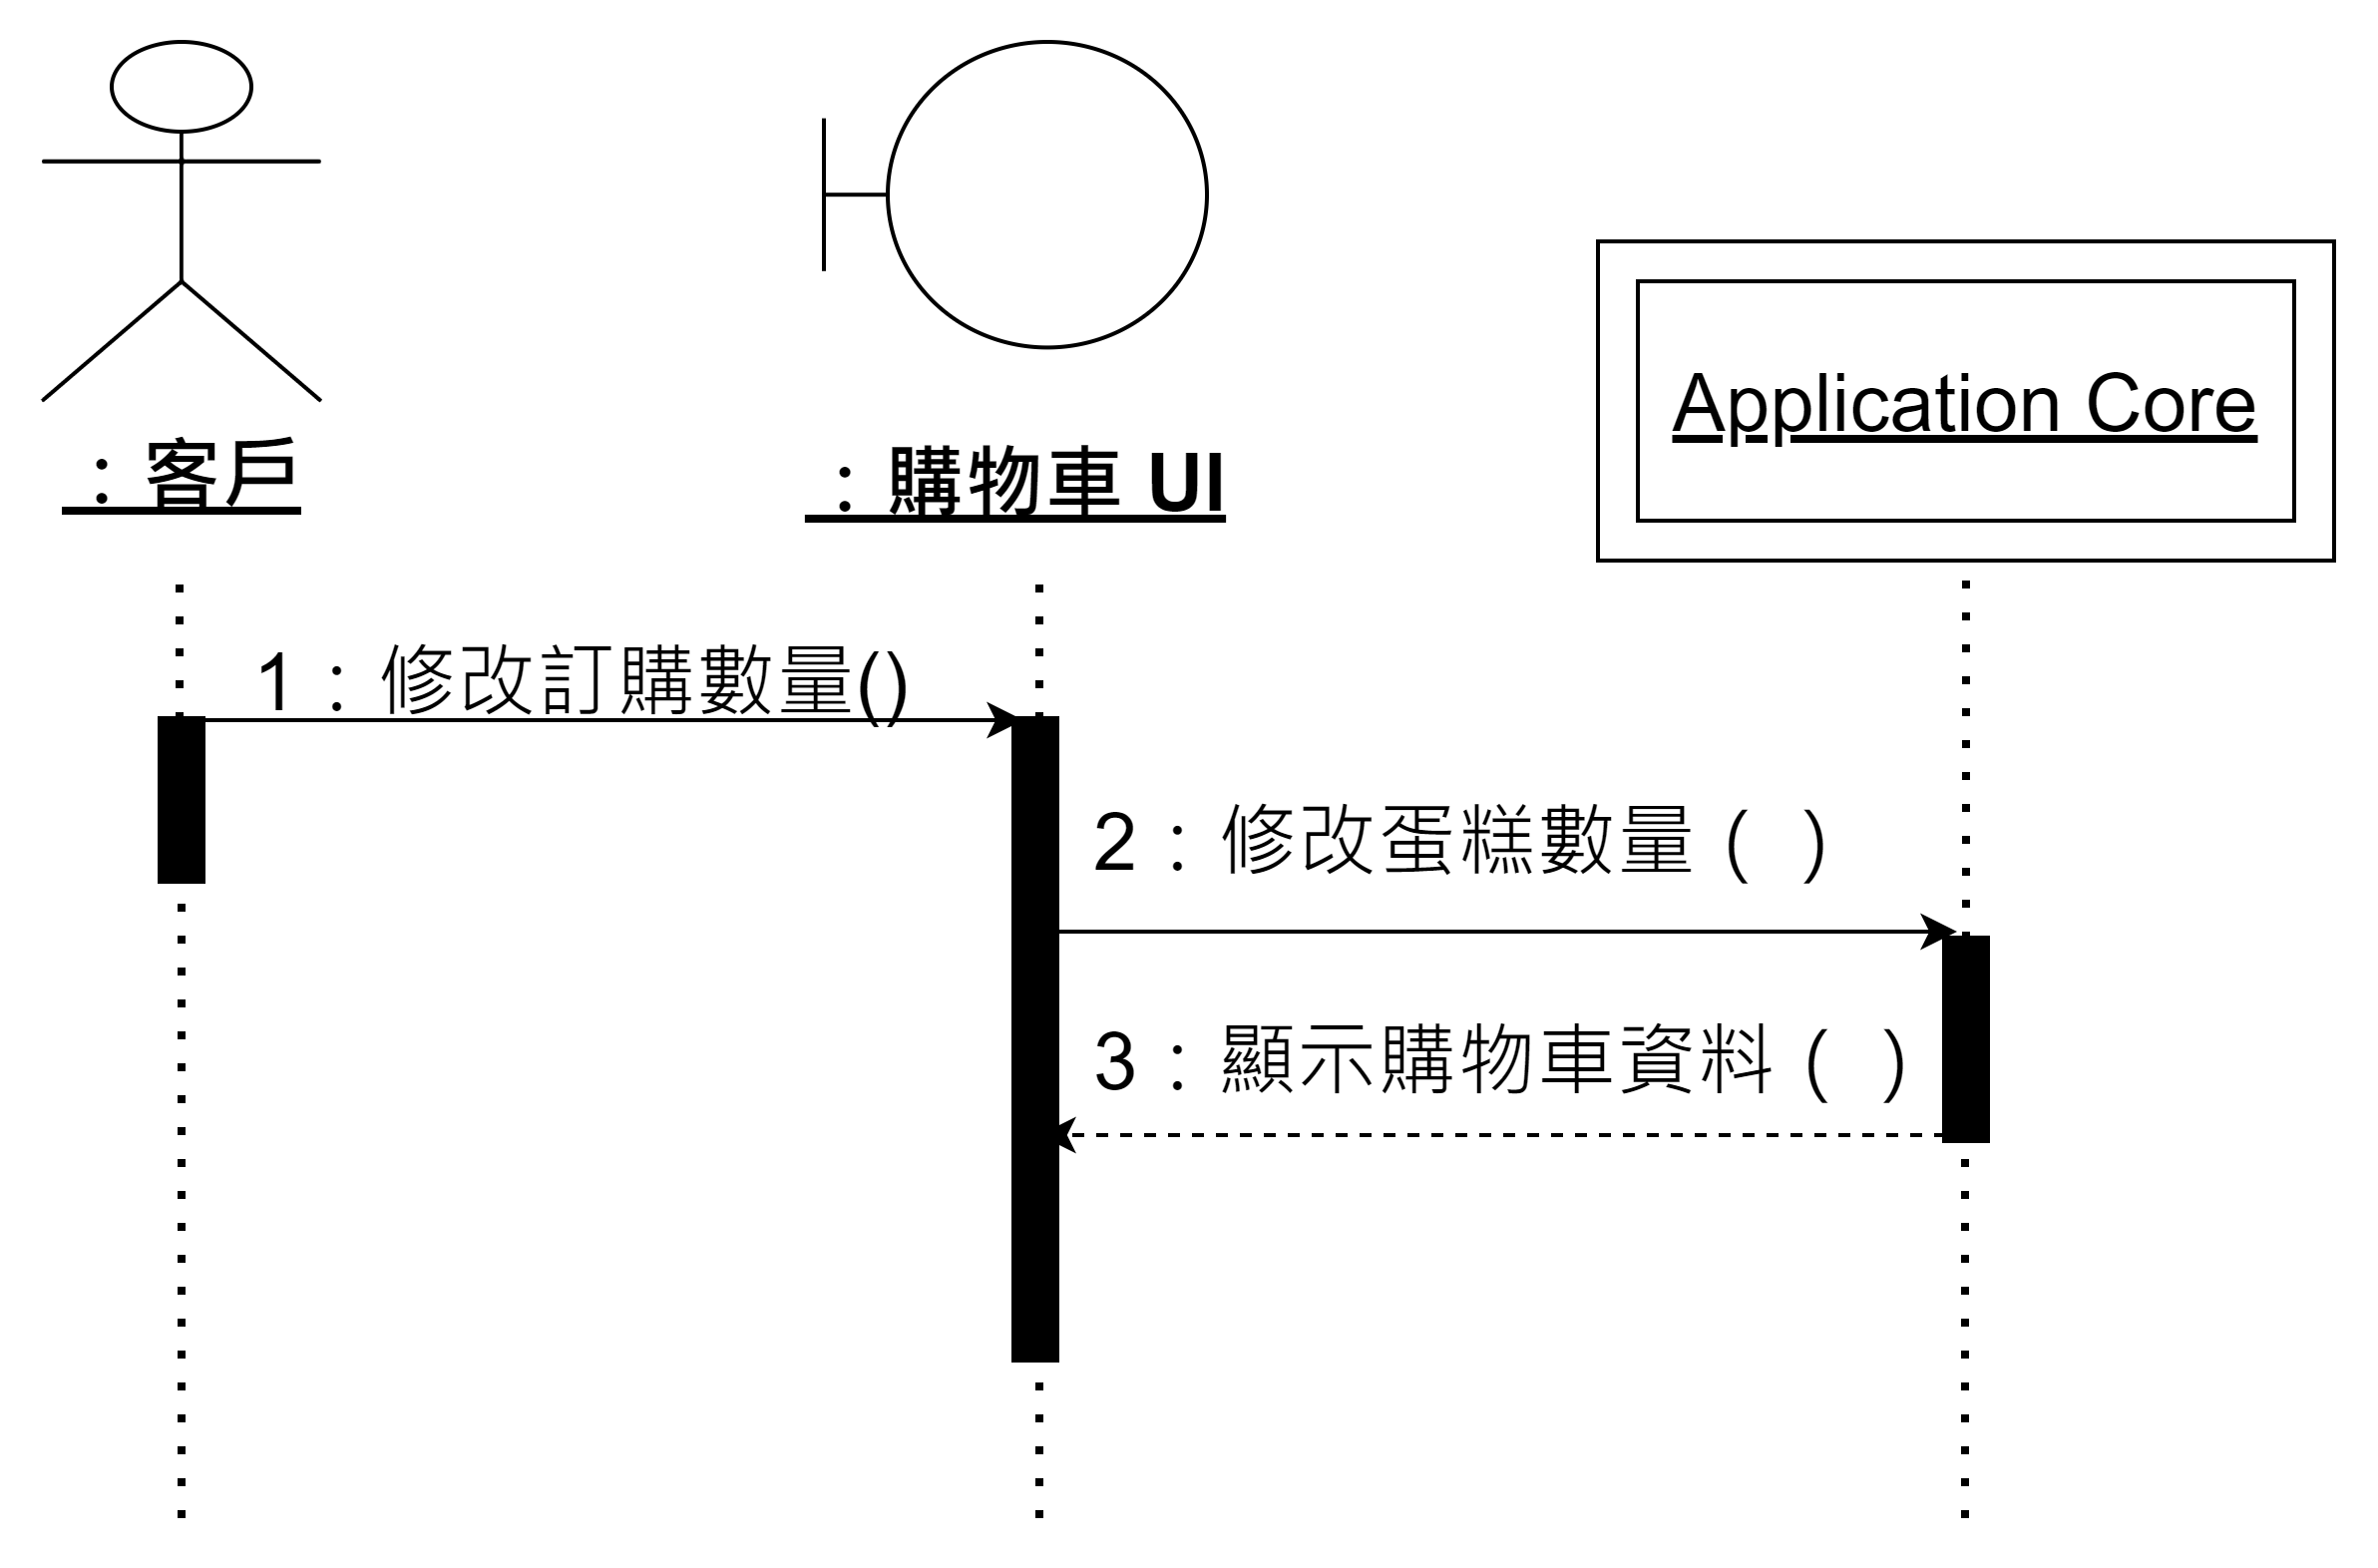 ：客戶
：購物車 UI
Application Core
1：修改訂購數量()
2：修改蛋糕數量（ ）
3：顯示購物車資料（ ）